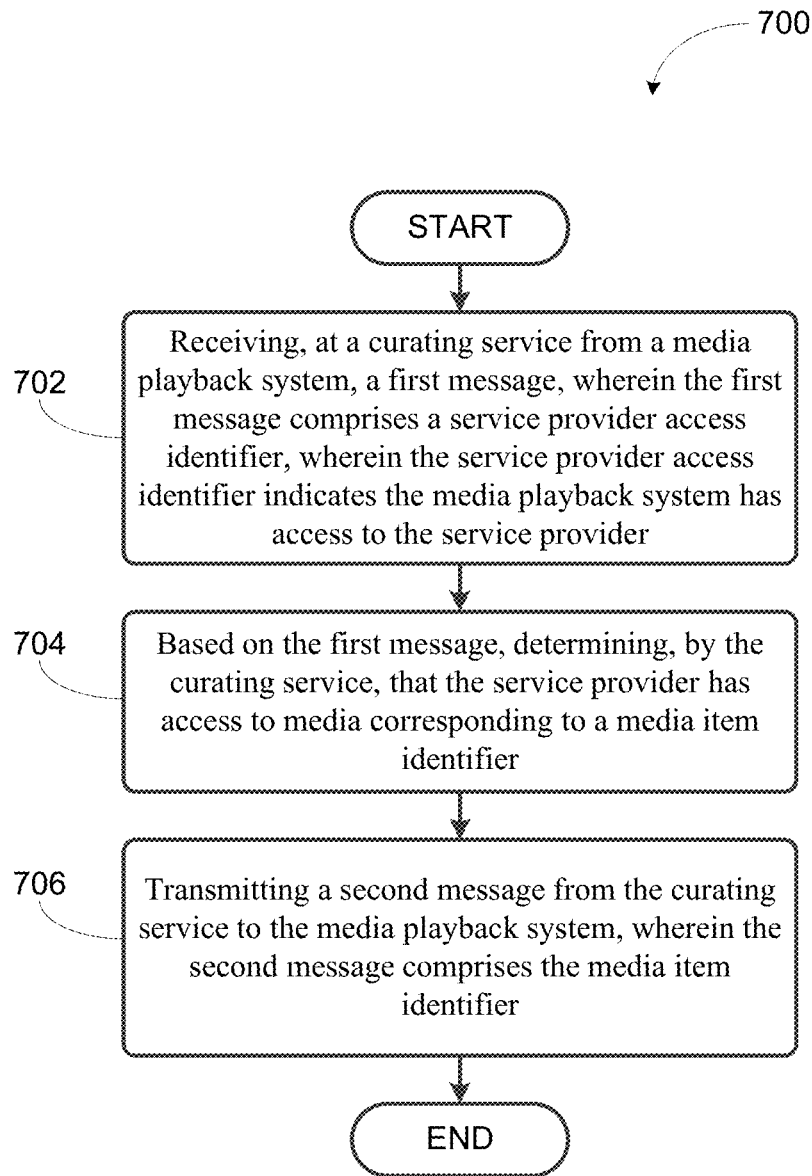 700
START
702
Receiving, at a curating service from a media
playback system, a first message, wherein the first
message comprises a service provider access
identifier, wherein the service provider access
identifier indicates the media playback system has
access to the service provider
704
Based on the first message, determining, by the
curating service, that the service provider has
access to media corresponding to a media item
identifier
706
Transmitting a second message from the curating
service to the media playback system, wherein the
second message comprises the media item
identifier
END